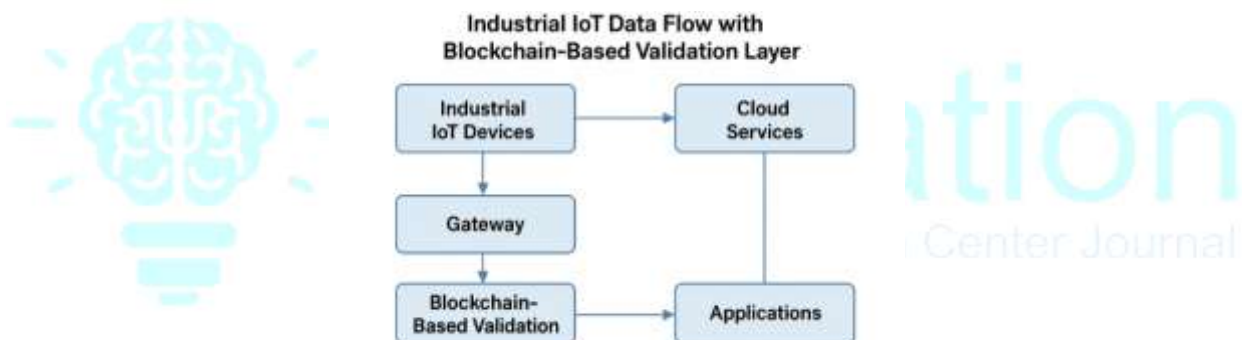 Industrial IoT Data Flow with
Blockchain-Based Validation Layer
Industrial
IoT Devices
Cloud
Services
Gateway
Blockchain-
Based Validation
Applications
ation
Center Journal